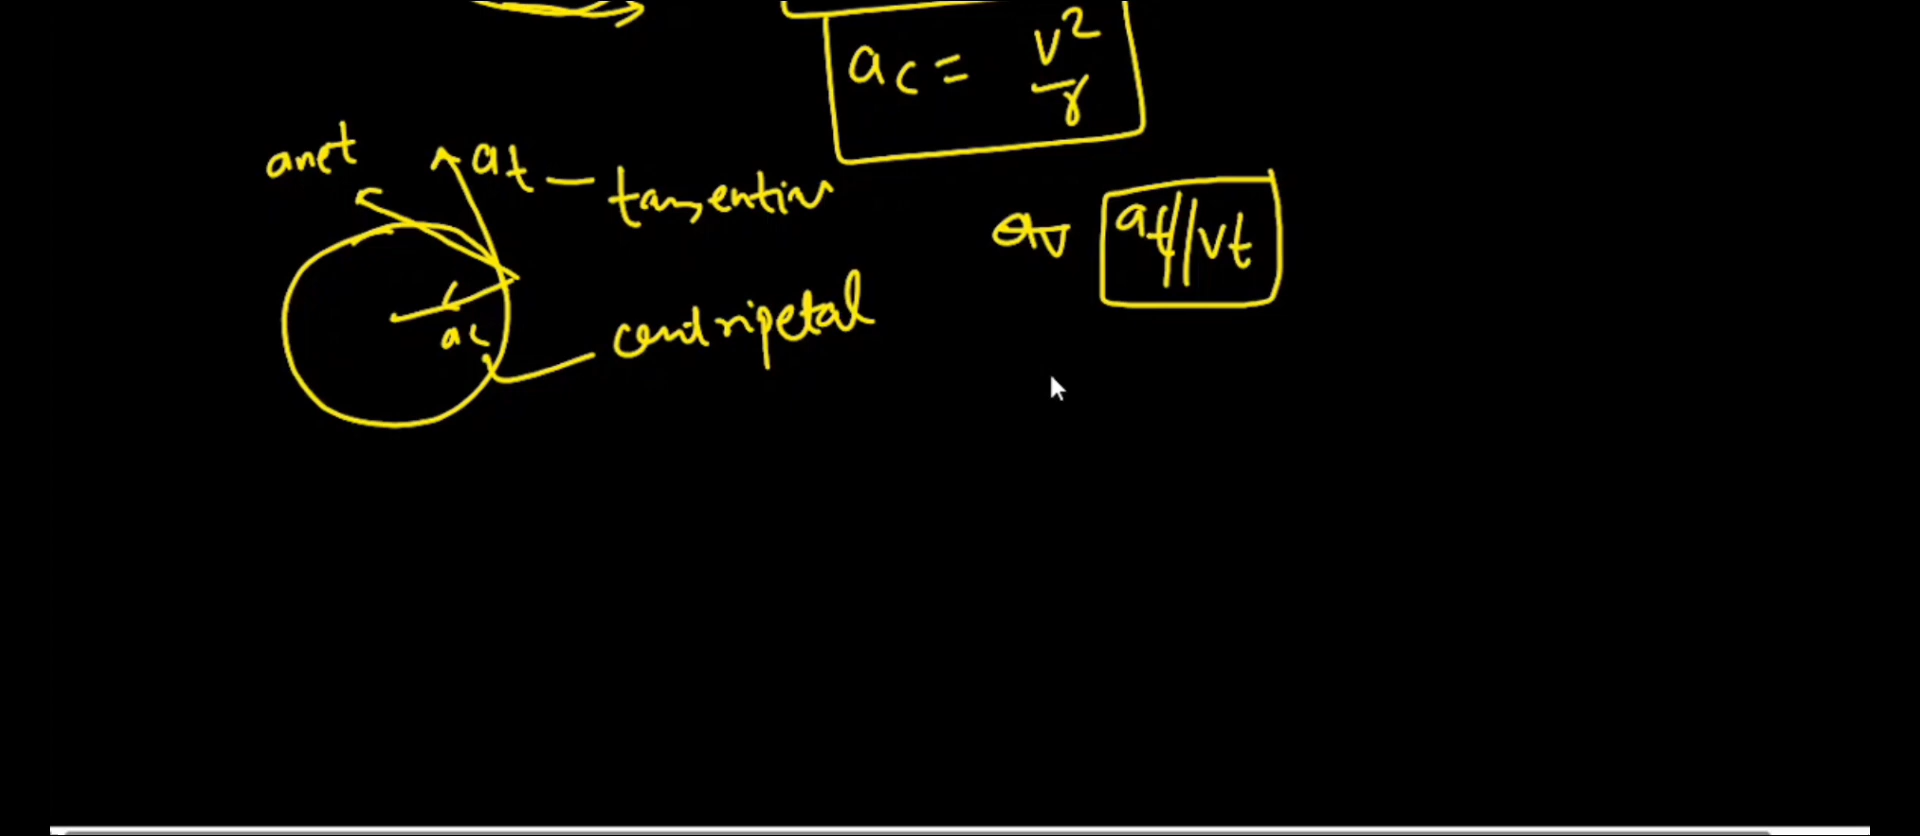 ac = v²/r
anet
at — tangential
at // vt
ac
centripetal